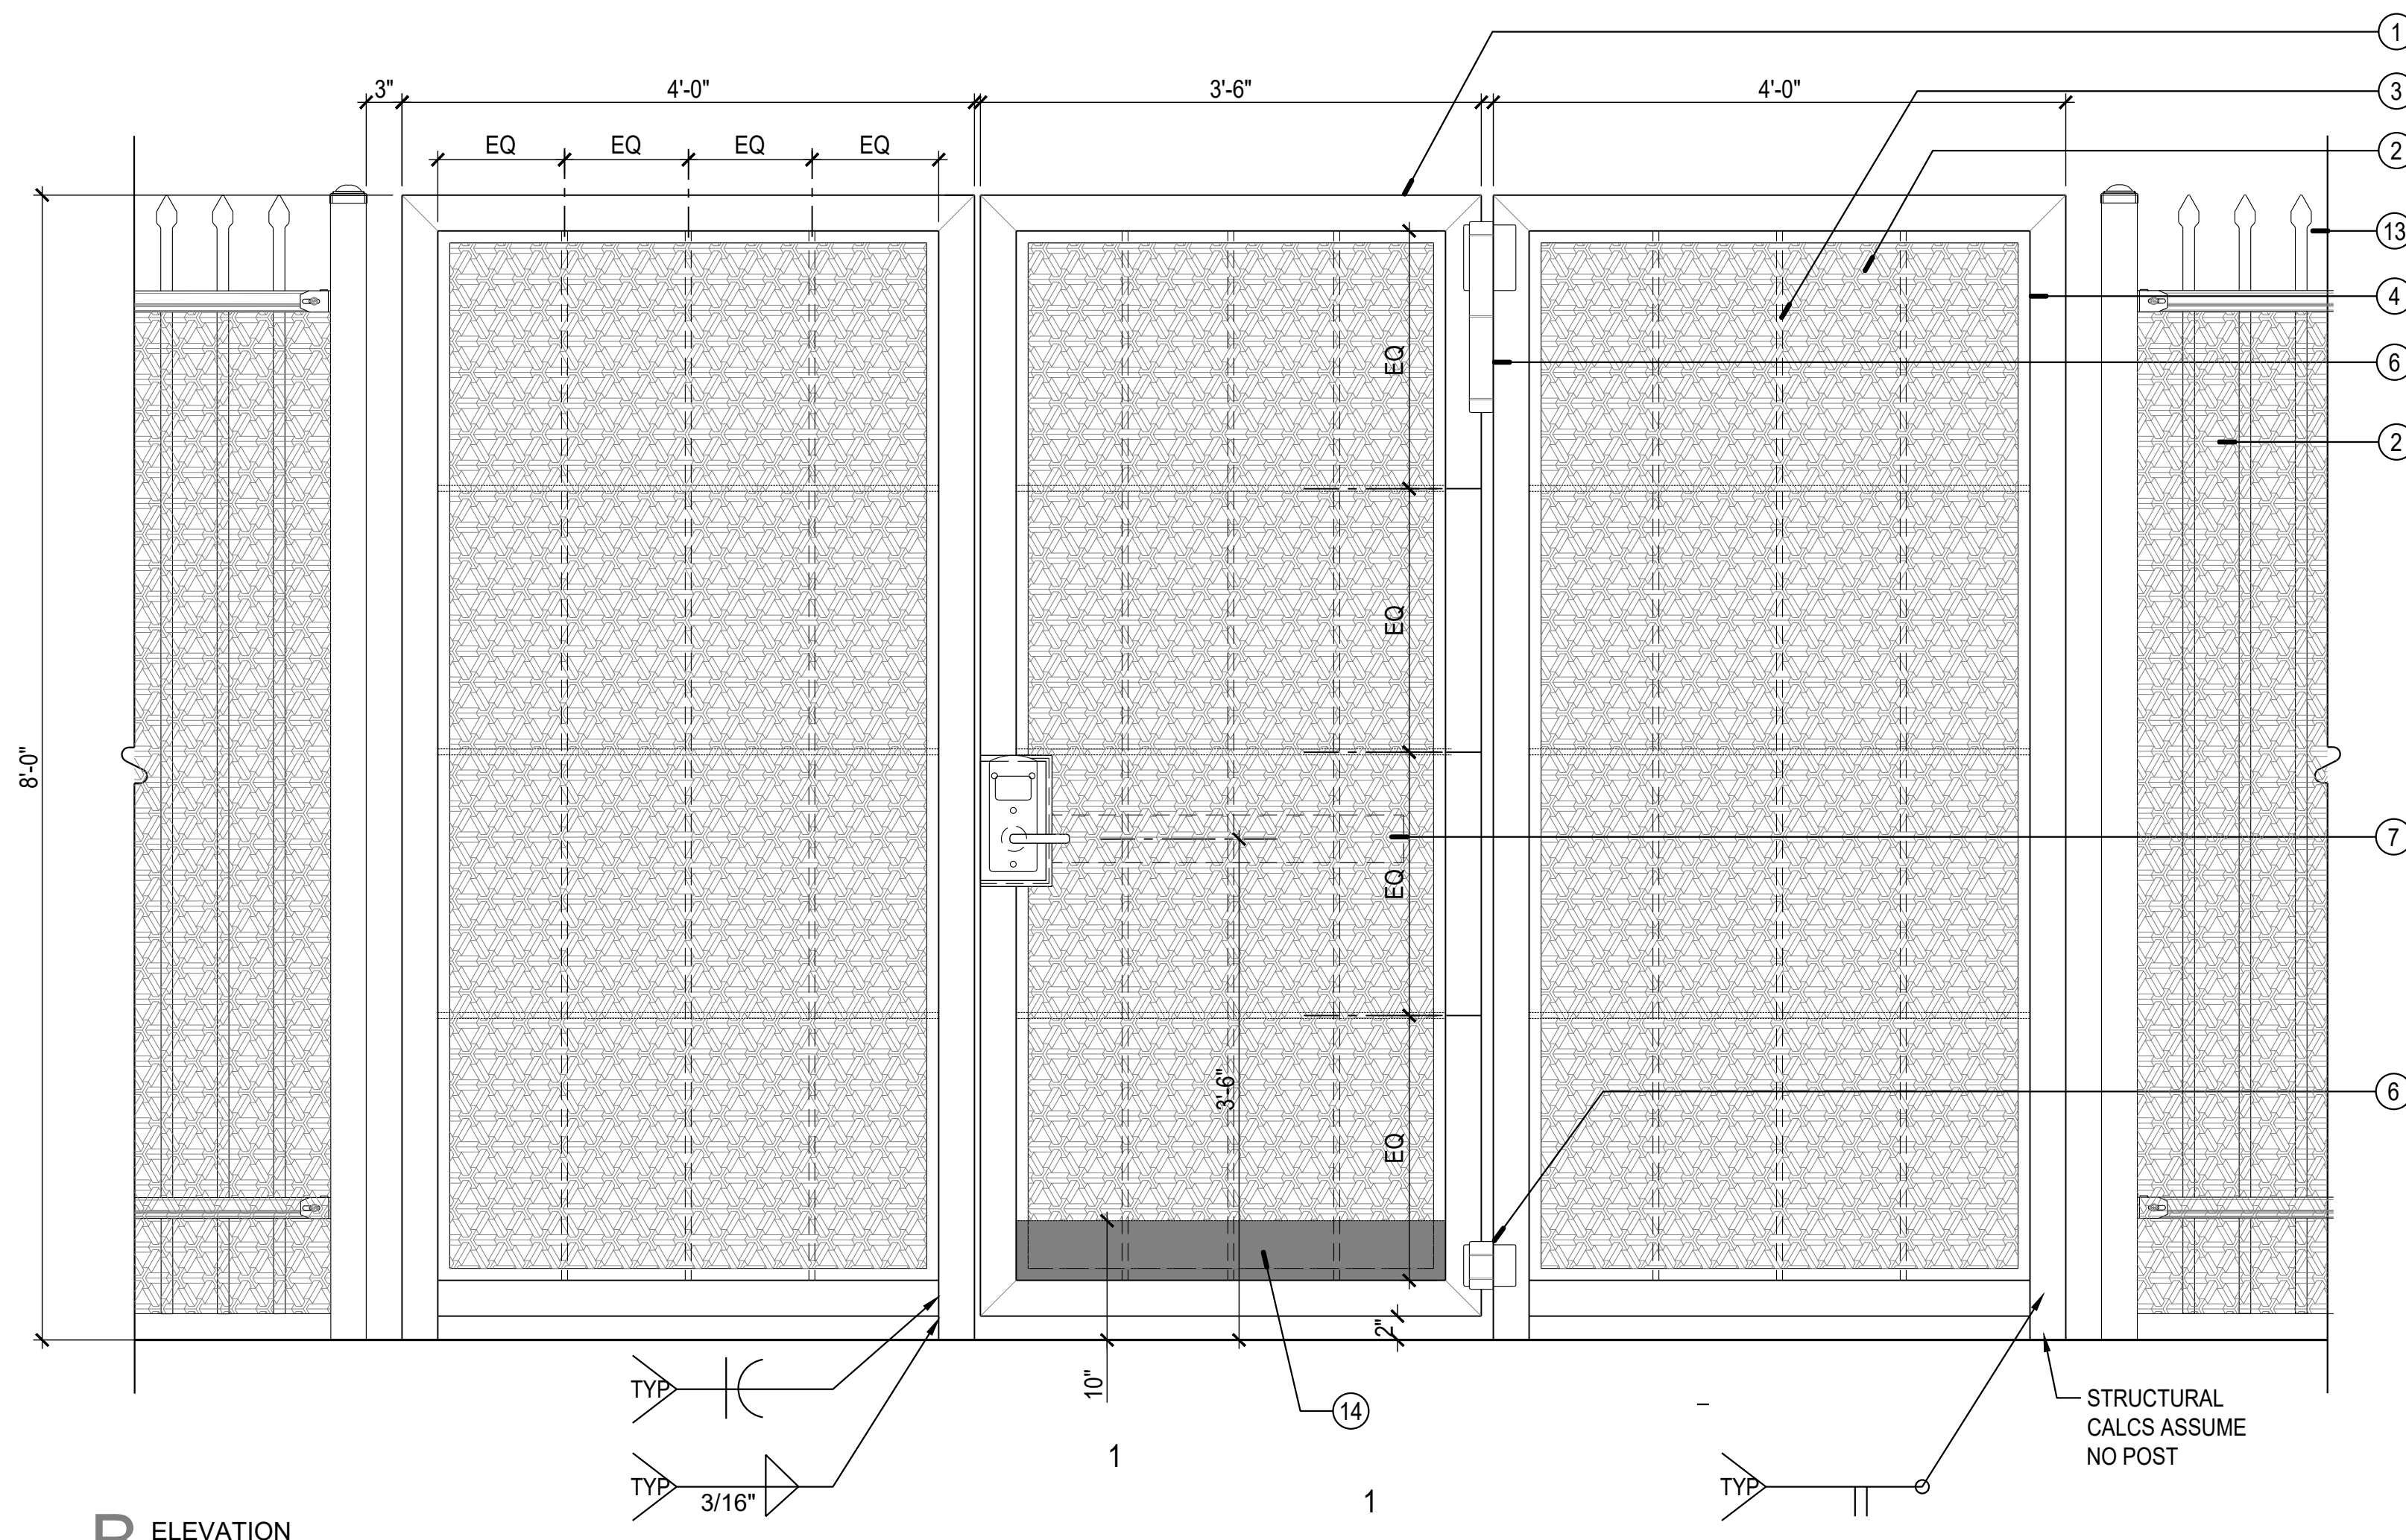 1
3" 4'-0" 3'-6" 4'-0"
3
EQ EQ EQ EQ
2
13
4
EQ
6
2
EQ
8'-0"
7
EQ
3'-6"
6
EQ
2"
10"
TYP
14
STRUCTURAL
CALCS ASSUME
NO POST
1
TYP
3/16"
1
TYP
B ELEVATION